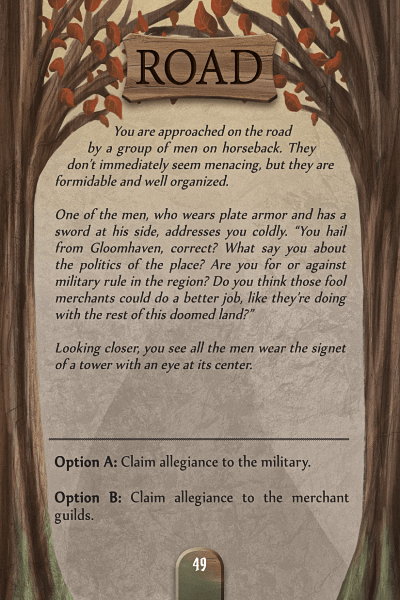 ROAD
You are approached on the road
by a group of men on horseback. They
don't immediately seem menacing, but they are
formidable and well organized.
One of the men, who wears plate armor and has a
sword at his side, addresses you coldly. “You hail
from Gloomhaven, correct? What say you about
the politics of the place? Are you for or against
military rule in the region? Do you think those fool
merchants could do a better job, like they're doing
with the rest of this doomed land?”
Looking closer, you see all the men wear the signet
of a tower with an eye at its center.
Option A: Claim allegiance to the military.
Option B: Claim allegiance to the merchant
guilds.
49